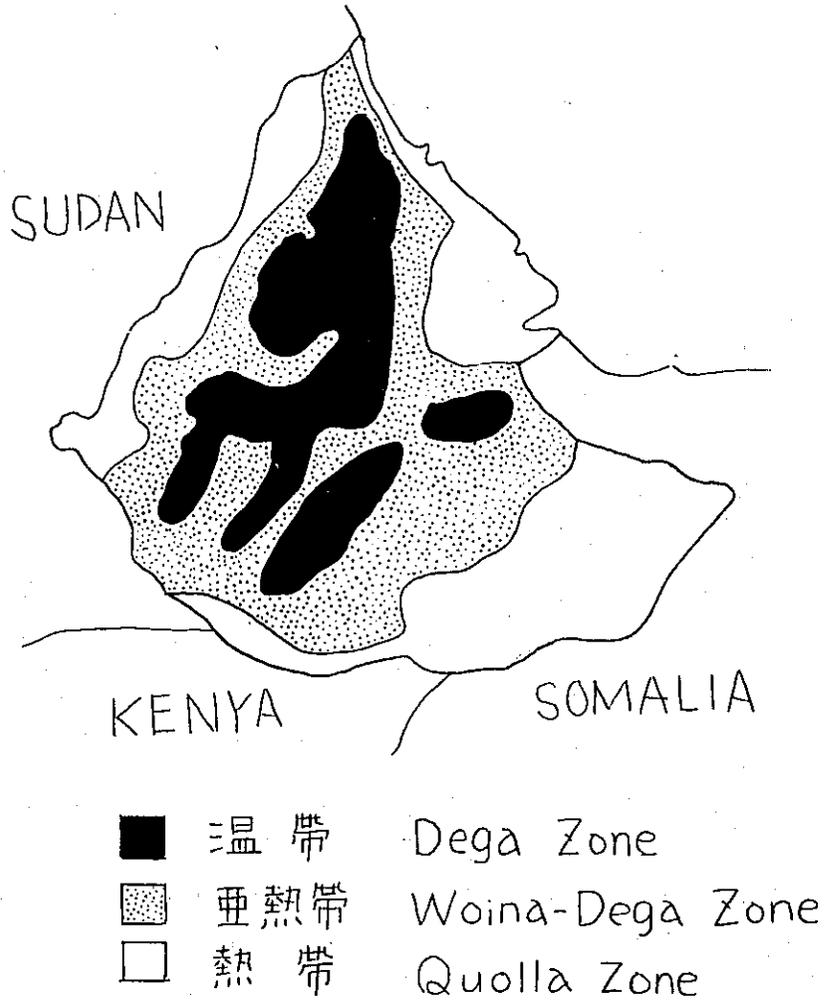 SUDAN
KENYA
SOMALIA
温帯 Dega Zone
亜熱帯 Woina-Dega Zone
熱帯 Quolla Zone